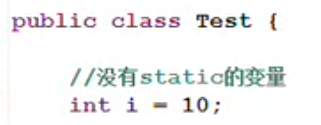 public class Test {
//没有static的变量
int i = 10;